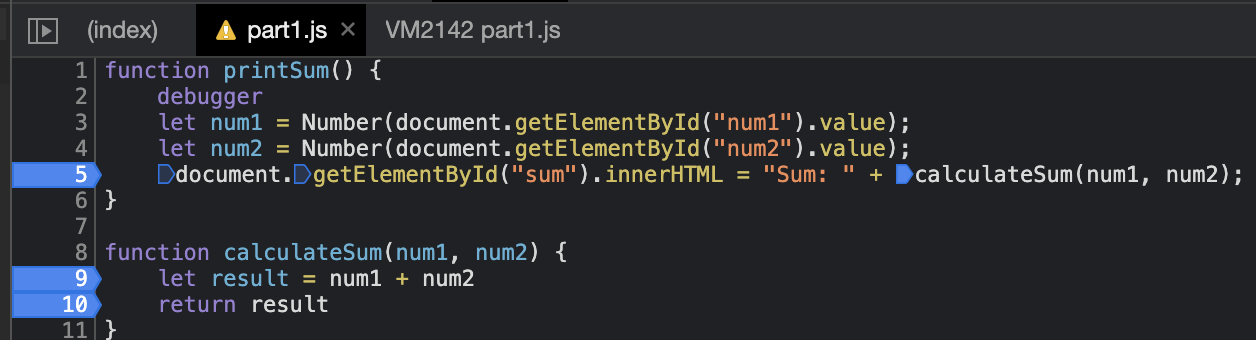 (index) part1.js × VM2142 part1.js
1 function printSum() {
2     debugger
3     let num1 = Number(document.getElementById("num1").value);
4     let num2 = Number(document.getElementById("num2").value);
5     document.getElementById("sum").innerHTML = "Sum: " + calculateSum(num1, num2);
6 }
7
8 function calculateSum(num1, num2) {
9     let result = num1 + num2
10     return result
11 }